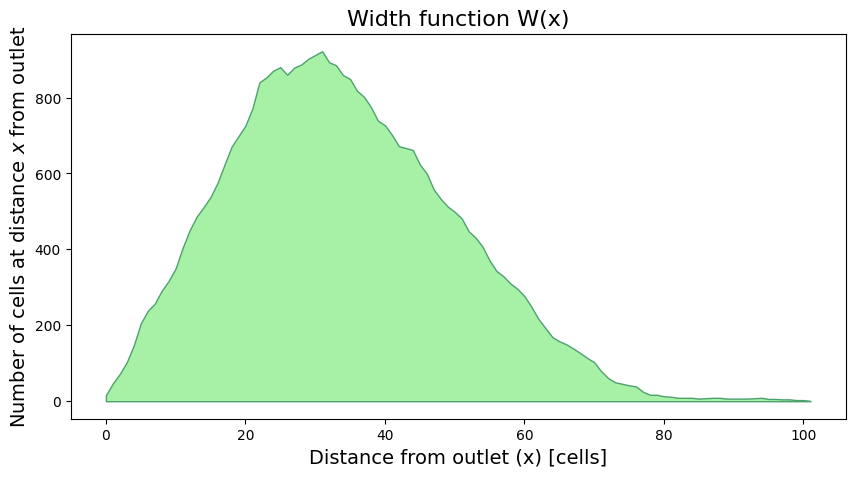 Width function W(x)
Number of cells at distance x from outlet
800
600
400
200
0
0 20 40 60 80 100
Distance from outlet (x) [cells]